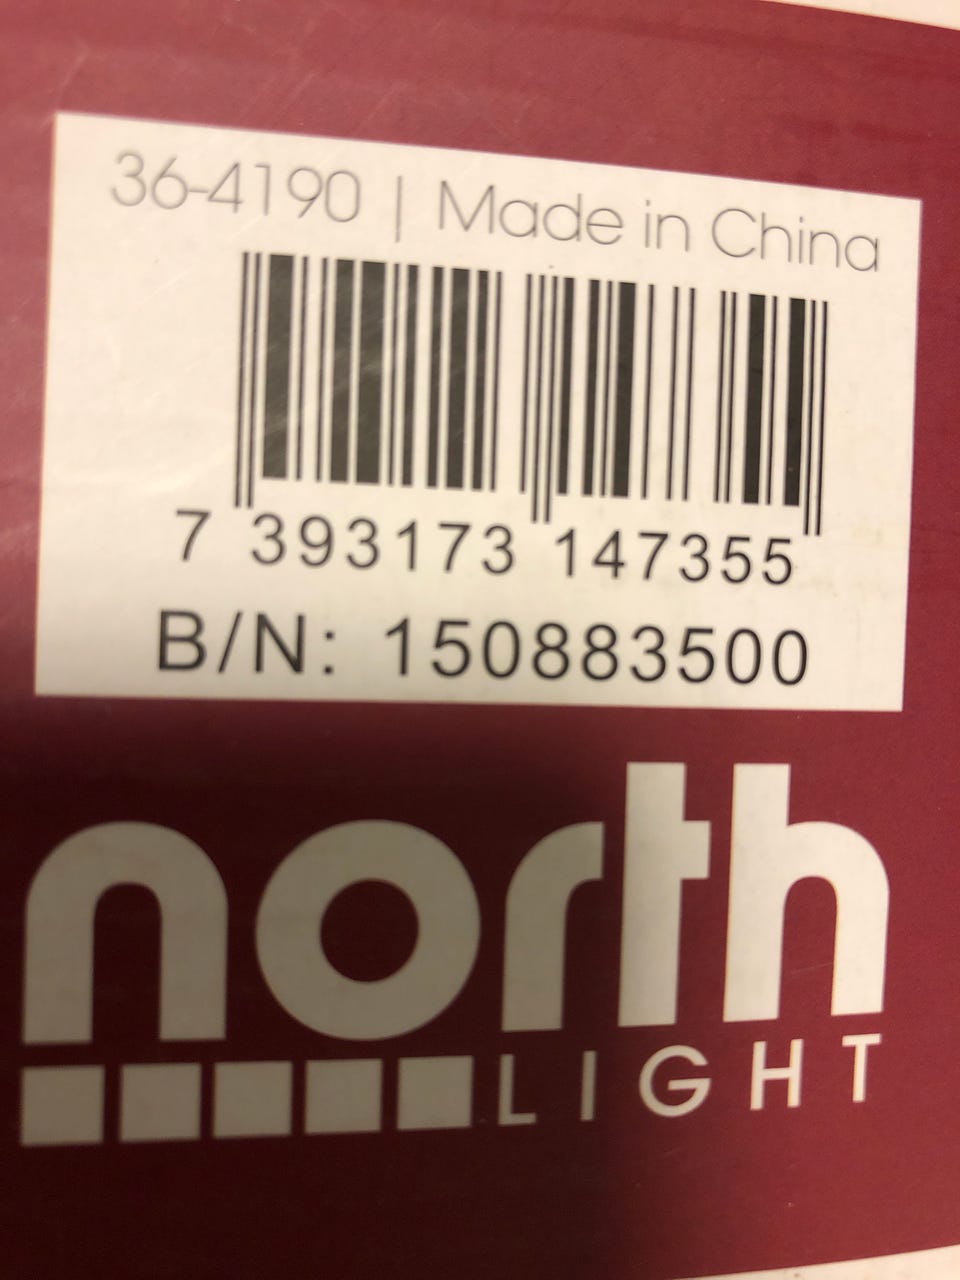 36-4190 | Made in China
7 393173 147355
B/N: 150883500
north
LIGHT